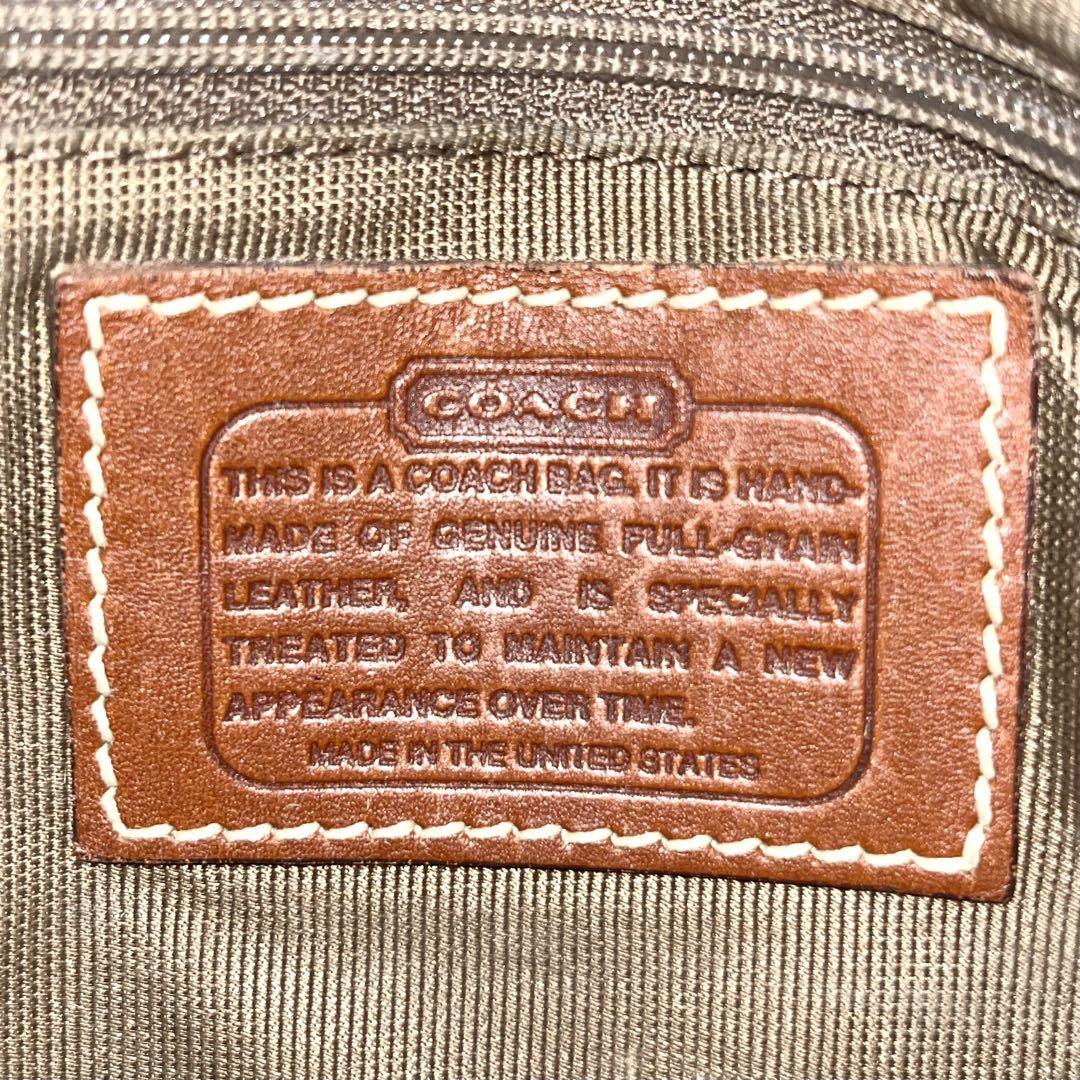 COACH
THIS IS A COACH BAG. IT IS HAND-
MADE OF GENUINE FULL-GRAIN
LEATHER, AND IS SPECIALLY
TREATED TO MAINTAIN A NEW
APPEARANCE OVER TIME.
MADE IN THE UNITED STATES